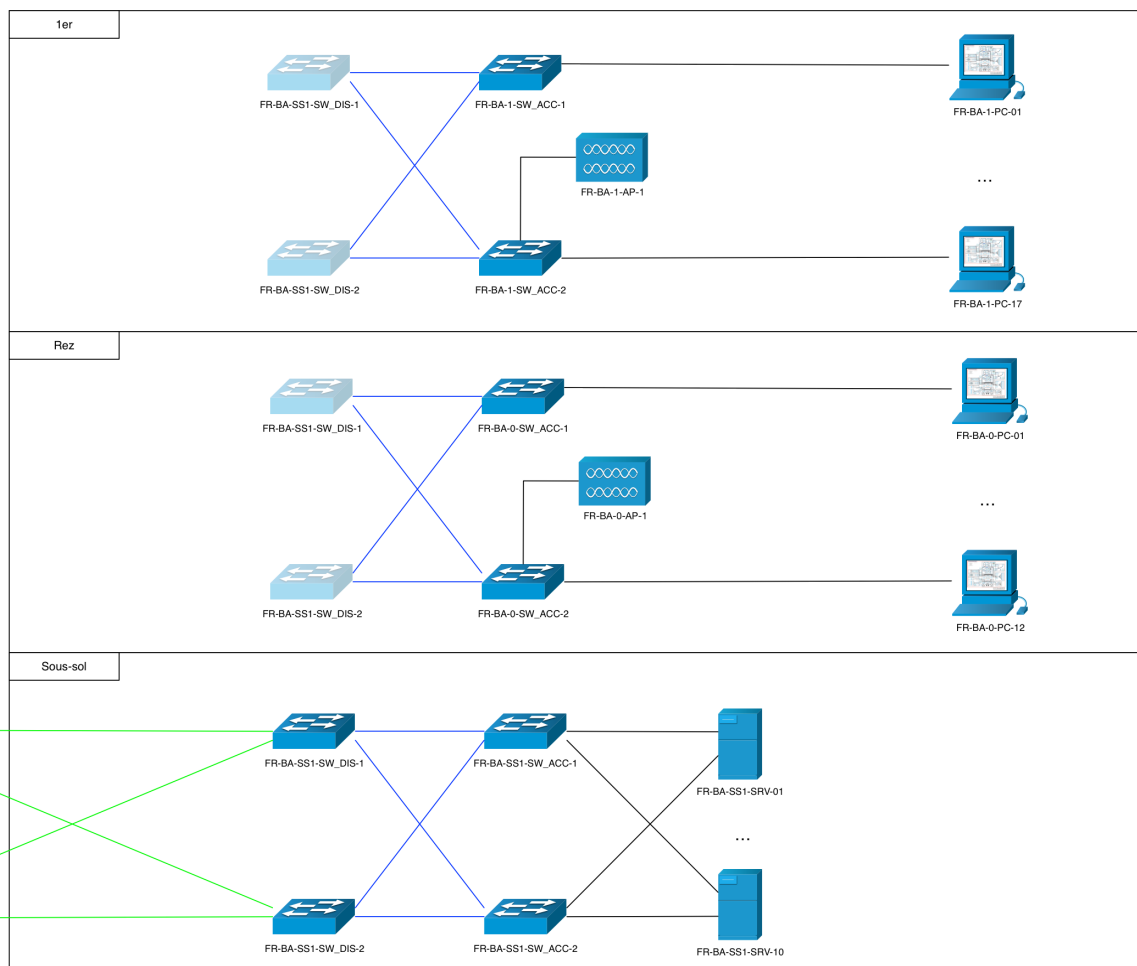 1er
FR-BA-SS1-SW_DIS-1
FR-BA-1-SW_ACC-1
FR-BA-1-PC-01
FR-BA-1-AP-1
...
FR-BA-SS1-SW_DIS-2
FR-BA-1-SW_ACC-2
FR-BA-1-PC-17
Rez
FR-BA-SS1-SW_DIS-1
FR-BA-0-SW_ACC-1
FR-BA-0-PC-01
FR-BA-0-AP-1
...
FR-BA-SS1-SW_DIS-2
FR-BA-0-SW_ACC-2
FR-BA-0-PC-12
Sous-sol
FR-BA-SS1-SW_DIS-1
FR-BA-SS1-SW_ACC-1
FR-BA-SS1-SRV-01
...
FR-BA-SS1-SW_DIS-2
FR-BA-SS1-SW_ACC-2
FR-BA-SS1-SRV-10